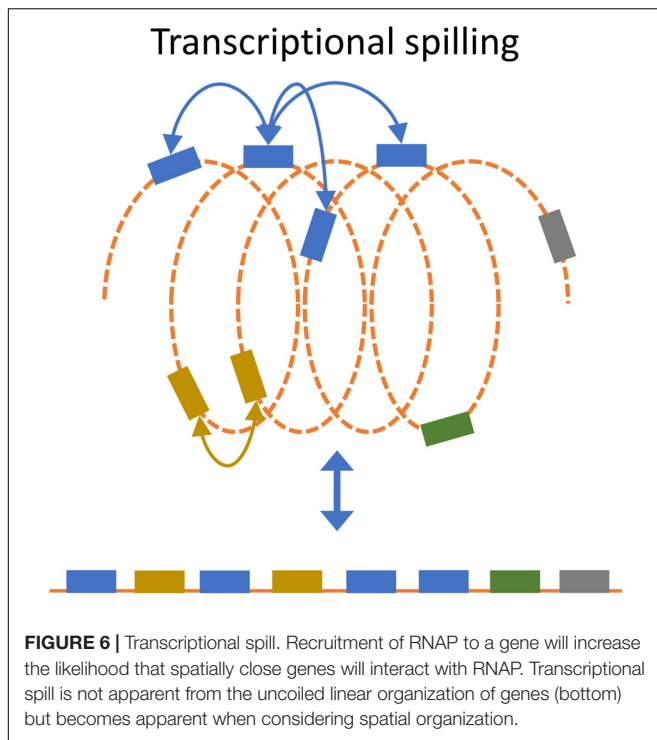 Transcriptional spilling
FIGURE 6 | Transcriptional spill. Recruitment of RNAP to a gene will increase
the likelihood that spatially close genes will interact with RNAP. Transcriptional
spill is not apparent from the uncoiled linear organization of genes (bottom)
but becomes apparent when considering spatial organization.